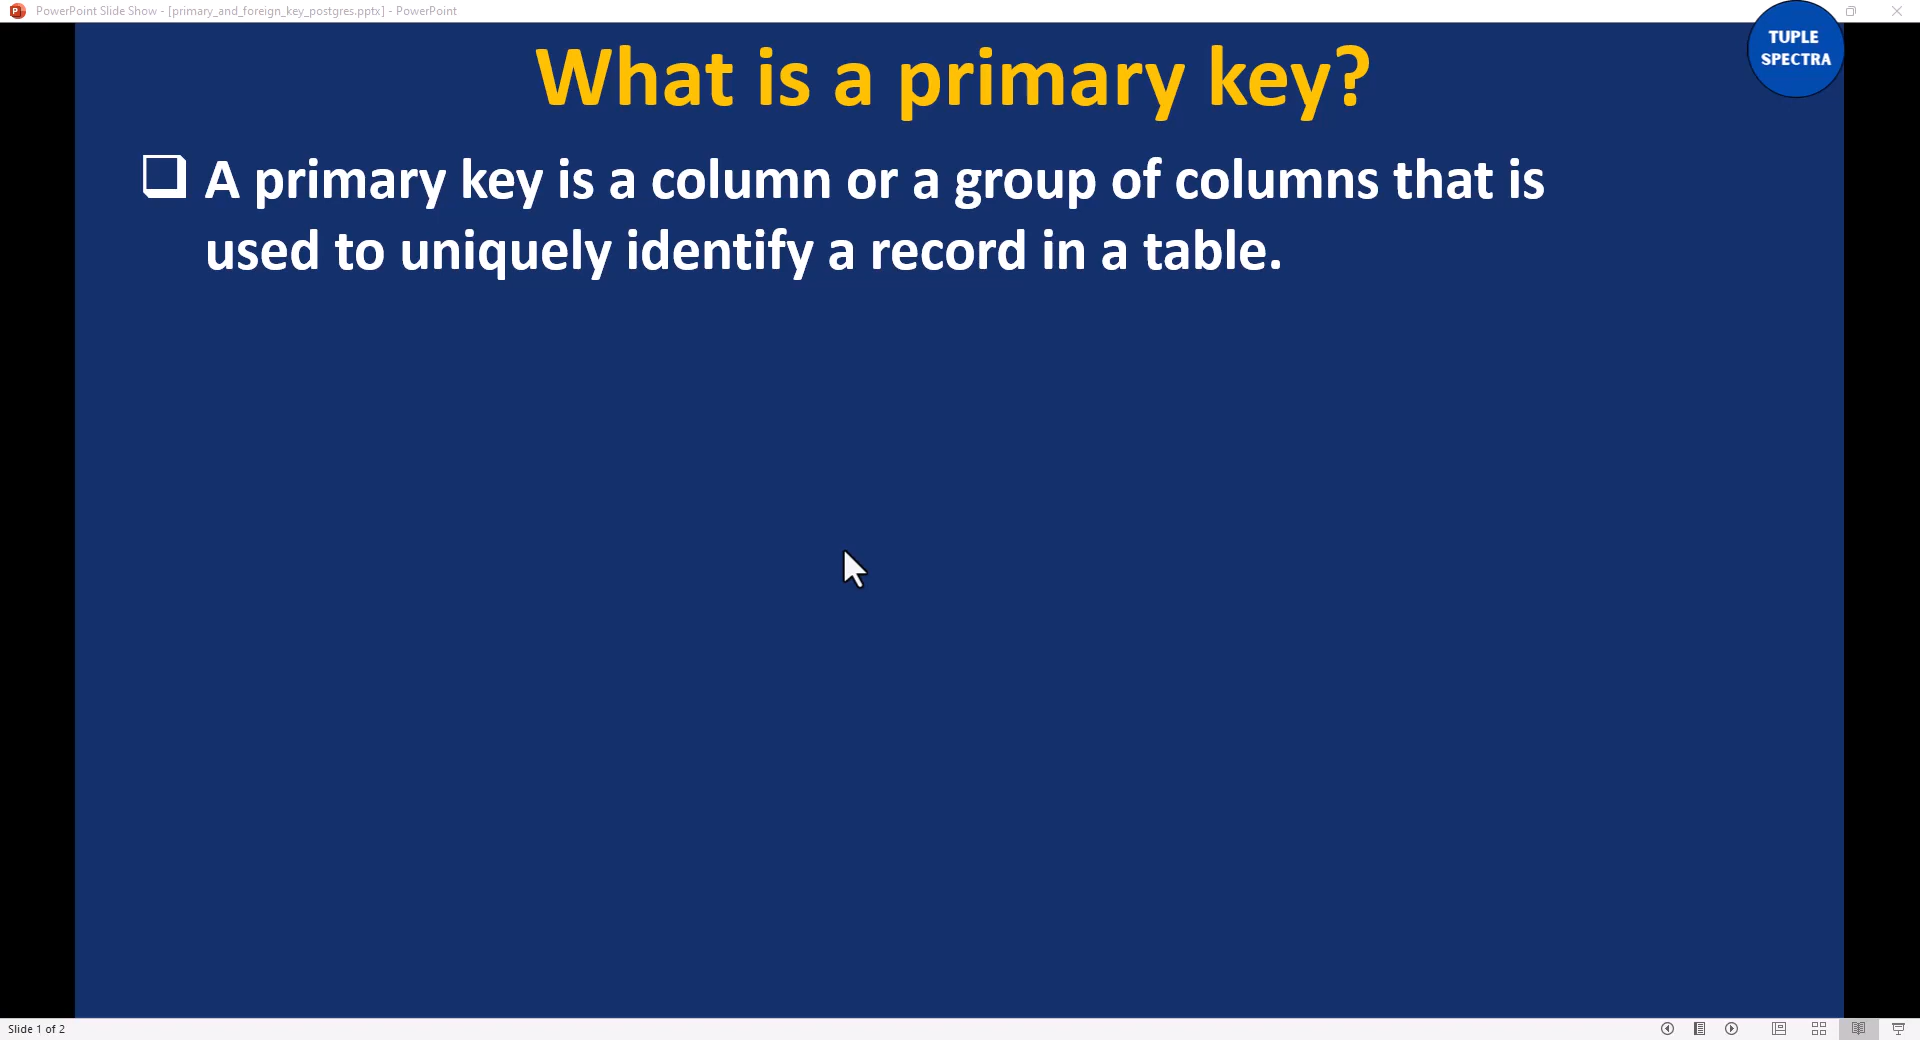 PowerPoint Slide Show - [primary_and_foreign_key_postgres.pptx] - PowerPoint
TUPLE
SPECTRA
What is a primary key?
A primary key is a column or a group of columns that is
used to uniquely identify a record in a table.
Slide 1 of 2